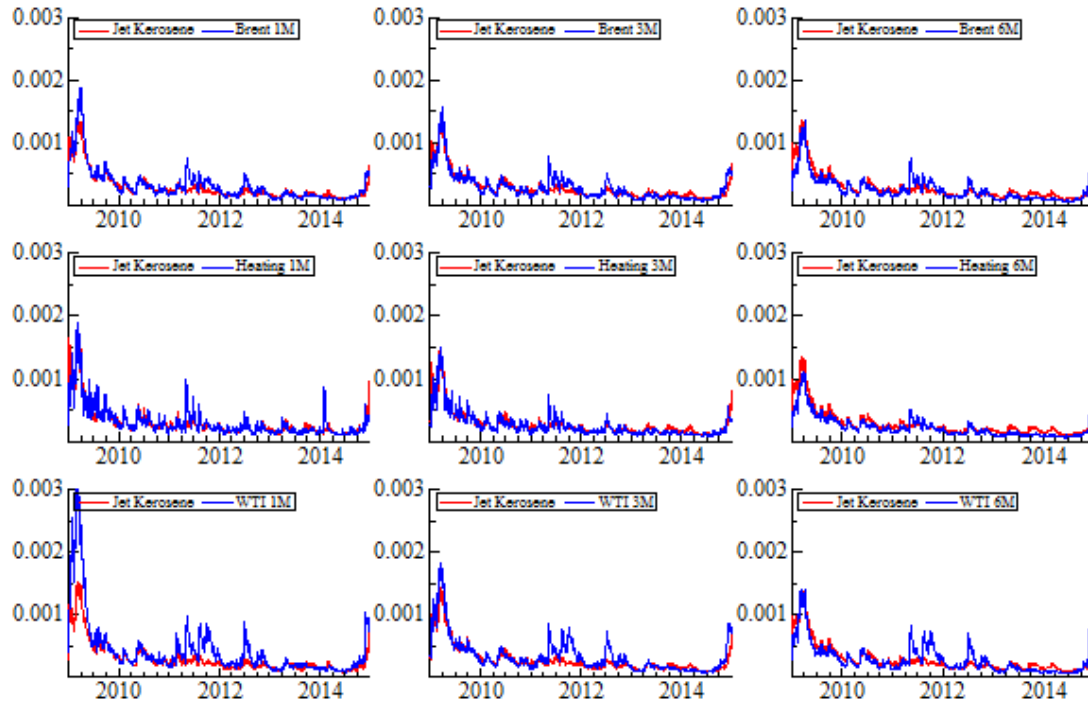 0.003 Jet Kerosene Brent 1M
0.002
0.001
2010 2012 2014
0.003 Jet Kerosene Brent 3M
0.002
0.001
2010 2012 2014
0.003 Jet Kerosene Brent 6M
0.002
0.001
2010 2012 2014
0.003 Jet Kerosene Heating 1M
0.002
0.001
2010 2012 2014
0.003 Jet Kerosene Heating 3M
0.002
0.001
2010 2012 2014
0.003 Jet Kerosene Heating 6M
0.002
0.001
2010 2012 2014
0.003 Jet Kerosene WTI 1M
0.002
0.001
2010 2012 2014
0.003 Jet Kerosene WTI 3M
0.002
0.001
2010 2012 2014
0.003 Jet Kerosene WTI 6M
0.002
0.001
2010 2012 2014